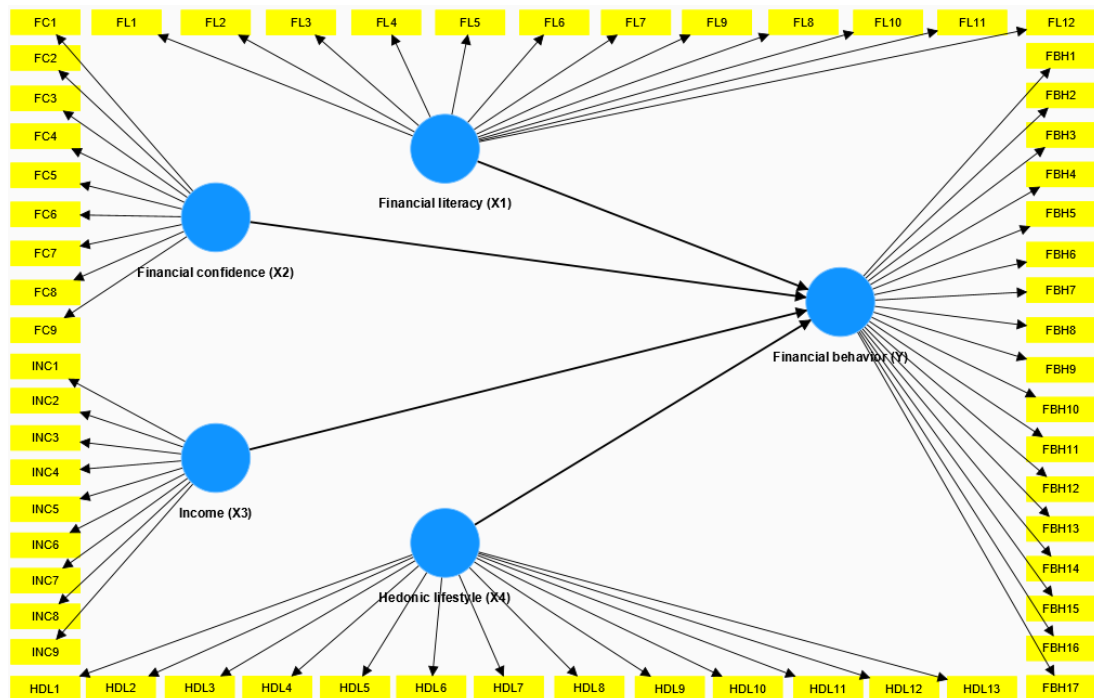 FC1
FL1
FL2
FL3
FL4
FL5
FL6
FL7
FL9
FL8
FL10
FL11
FL12
FC2
FC3
FC4
FC5
FC6
FC7
FC8
FC9
Financial literacy (X1)
Financial confidence (X2)
FBH1
FBH2
FBH3
FBH4
FBH5
FBH6
FBH7
FBH8
FBH9
FBH10
FBH11
FBH12
FBH13
FBH14
FBH15
FBH16
FBH17
Financial behavior (Y)
INC1
INC2
INC3
INC4
INC5
INC6
INC7
INC8
INC9
Income (X3)
Hedonic lifestyle (X4)
HDL1
HDL2
HDL3
HDL4
HDL5
HDL6
HDL7
HDL8
HDL9
HDL10
HDL11
HDL12
HDL13